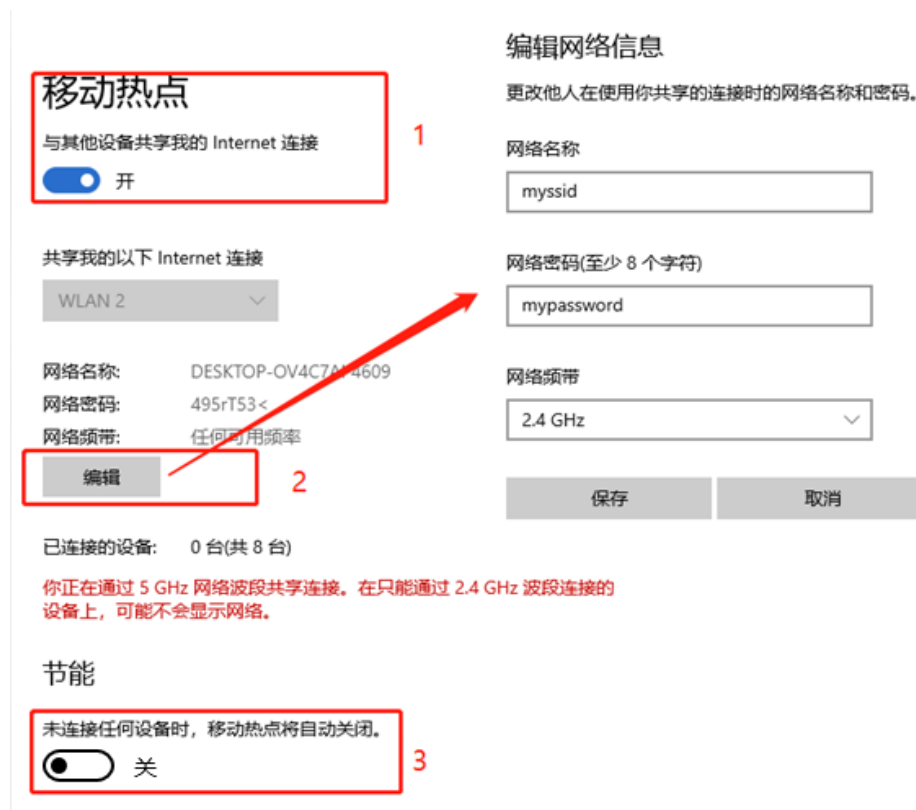 移动热点
与其他设备共享我的 Internet 连接
开
1
共享我的以下 Internet 连接
WLAN 2
网络名称:
网络密码: 495rT53<
网络频带: 任何可用频率
编辑
2
已连接的设备: 0 台(共 8 台)
你正在通过 5 GHz 网络波段共享连接。在只能通过 2.4 GHz 波段连接的
设备上，可能不会显示网络。
节能
未连接任何设备时，移动热点将自动关闭。
关
3
编辑网络信息
更改他人在使用你共享的连接时的网络名称和密码。
网络名称
myssid
网络密码(至少 8 个字符)
mypassword
网络频带
2.4 GHz
保存
取消